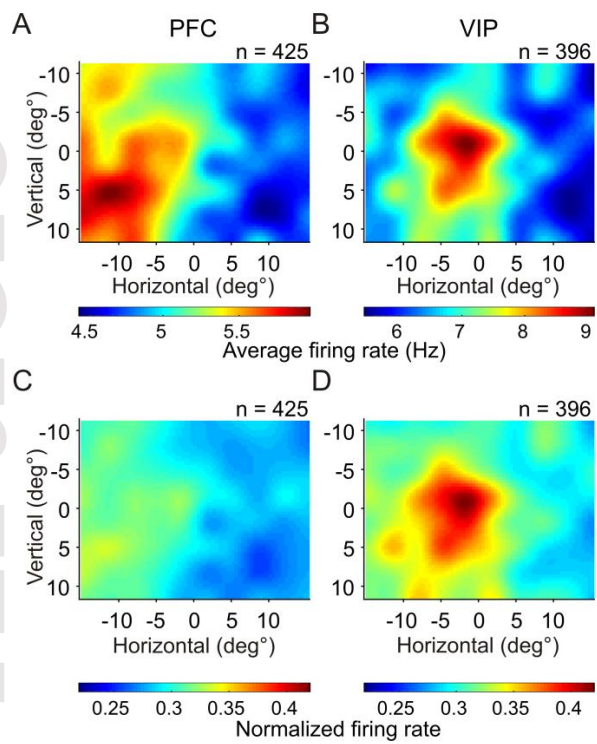 A PFC B VIP
n = 425 n = 396
-10 -10
-5 -5
0 0
5 5
10 10
Vertical (deg°)
-10 -5 0 5 10 -10 -5 0 5 10
Horizontal (deg°) Horizontal (deg°)
4.5 5 5.5 6 7 8 9
Average firing rate (Hz)
C D
n = 425 n = 396
-10 -10
-5 -5
0 0
5 5
10 10
Vertical (deg°)
-10 -5 0 5 10 -10 -5 0 5 10
Horizontal (deg°) Horizontal (deg°)
0.25 0.3 0.35 0.4 0.25 0.3 0.35 0.4
Normalized firing rate